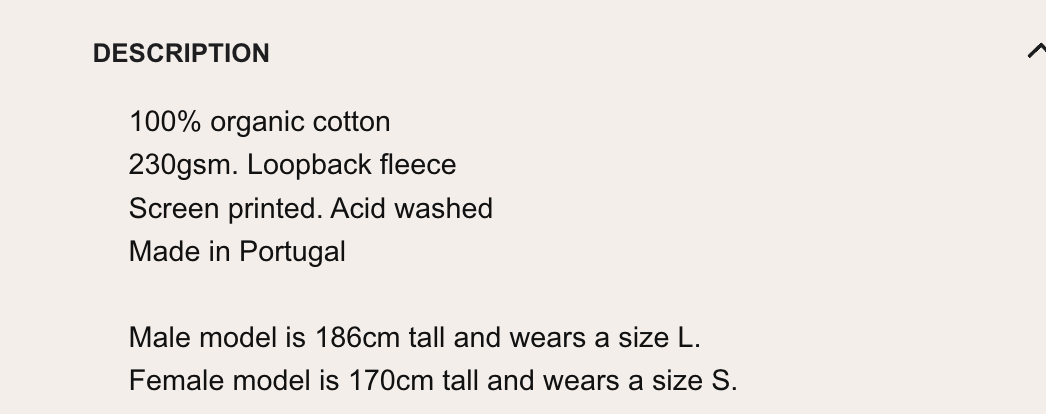 DESCRIPTION
100% organic cotton
230gsm. Loopback fleece
Screen printed. Acid washed
Made in Portugal
Male model is 186cm tall and wears a size L.
Female model is 170cm tall and wears a size S.